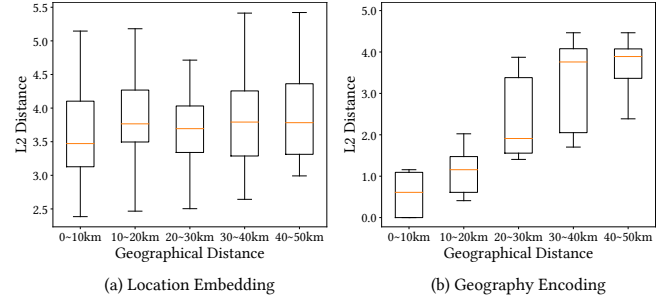 5.5
5.0
4.5
4.0
3.5
3.0
2.5
L2 Distance
0~10km 10~20km 20~30km 30~40km 40~50km
Geographical Distance
(a) Location Embedding
5.0
4.0
3.0
2.0
1.0
0.0
L2 Distance
0~10km 10~20km 20~30km 30~40km 40~50km
Geographical Distance
(b) Geography Encoding